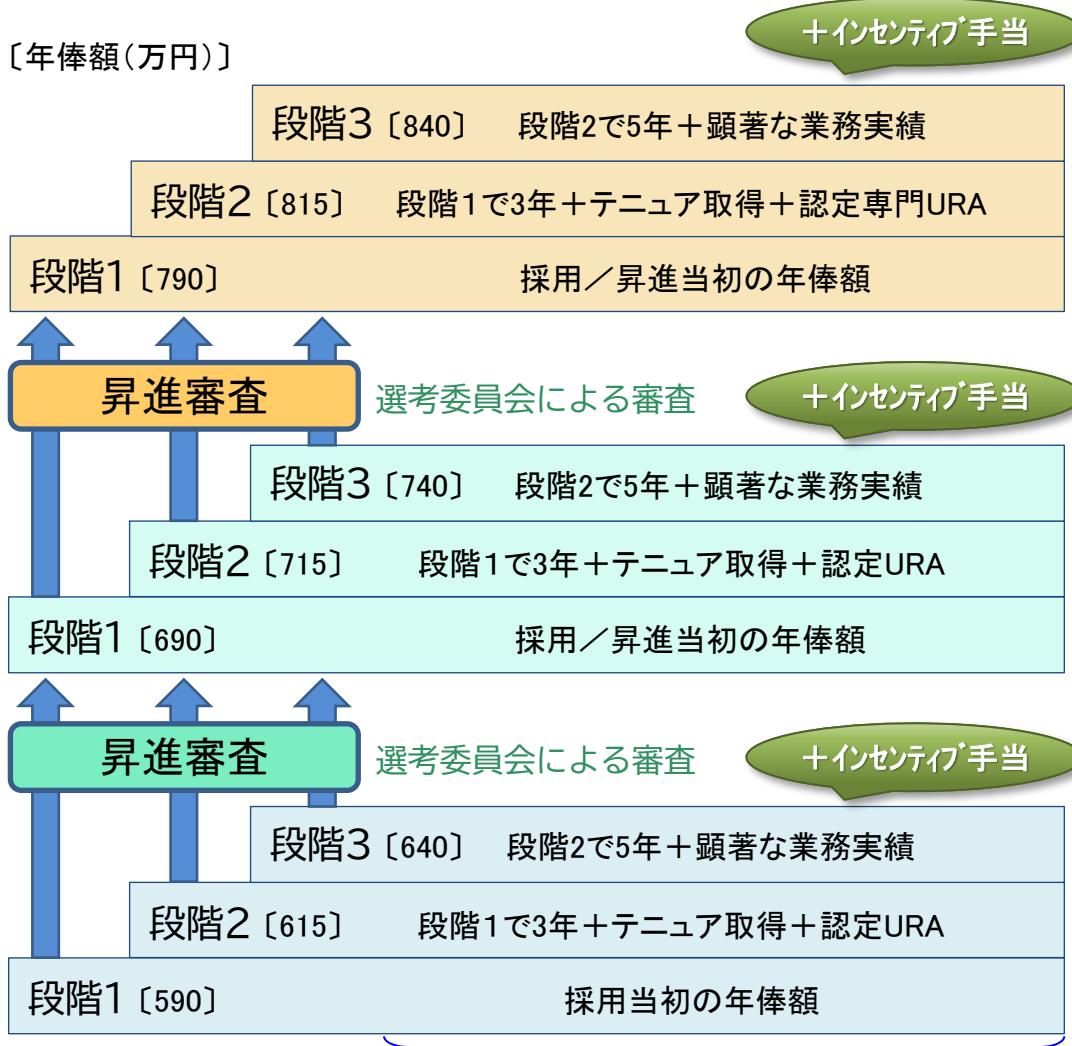 ＋インセンティブ手当
〔年俸額（万円）〕
段階３〔840〕 段階2で5年＋顕著な業務実績
段階２〔815〕 段階１で3年＋テニュア取得＋認定専門URA
段階１〔790〕 採用／昇進当初の年俸額
昇進審査 選考委員会による審査 ＋インセンティブ手当
段階３〔740〕 段階2で5年＋顕著な業務実績
段階２〔715〕 段階１で3年＋テニュア取得＋認定URA
段階１〔690〕 採用／昇進当初の年俸額
昇進審査 選考委員会による審査 ＋インセンティブ手当
段階３〔640〕 段階2で5年＋顕著な業務実績
段階２〔615〕 段階１で3年＋テニュア取得＋認定URA
段階１〔590〕 採用当初の年俸額